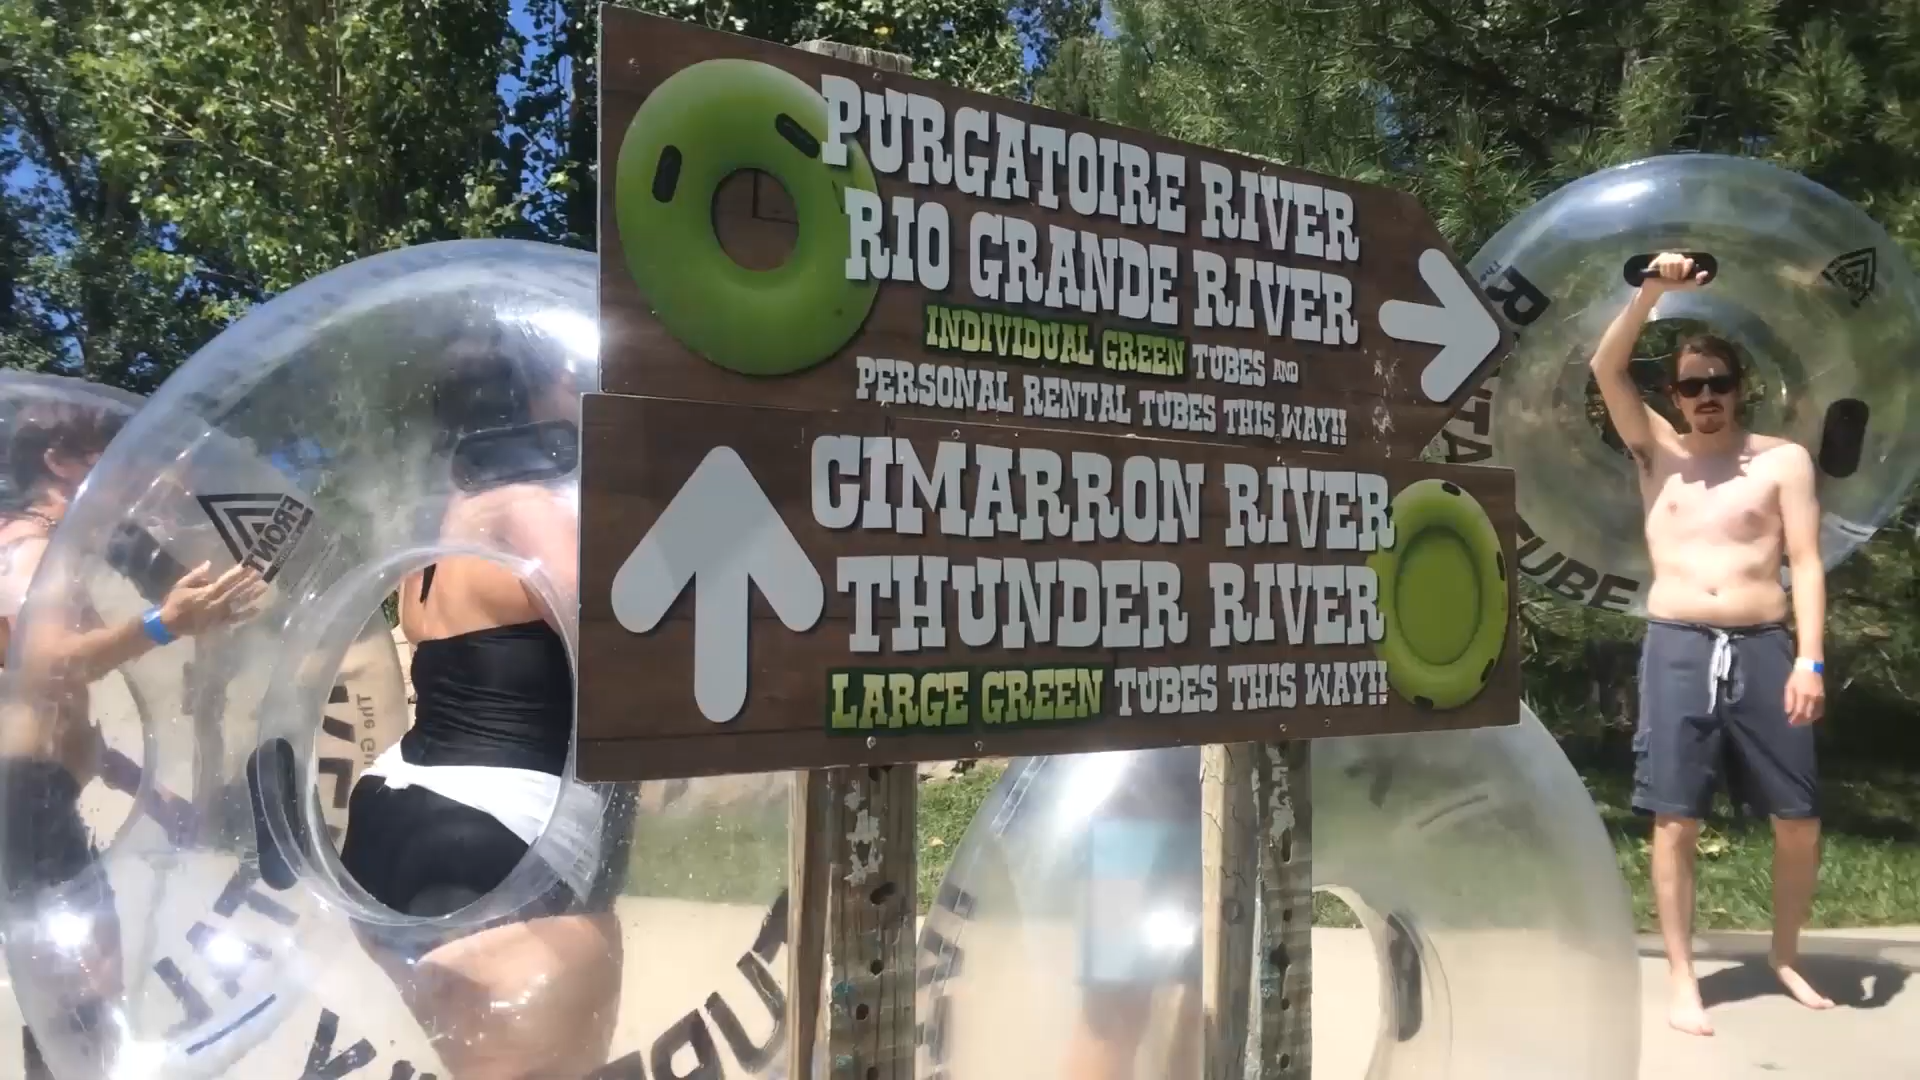 PURGATOIRE RIVER
RIO GRANDE RIVER
INDIVIDUAL GREEN TUBES AND
PERSONAL RENTAL TUBES THIS WAY!!
CIMARRON RIVER
THUNDER RIVER
LARGE GREEN TUBES THIS WAY!!
FRONT
The
TUBE